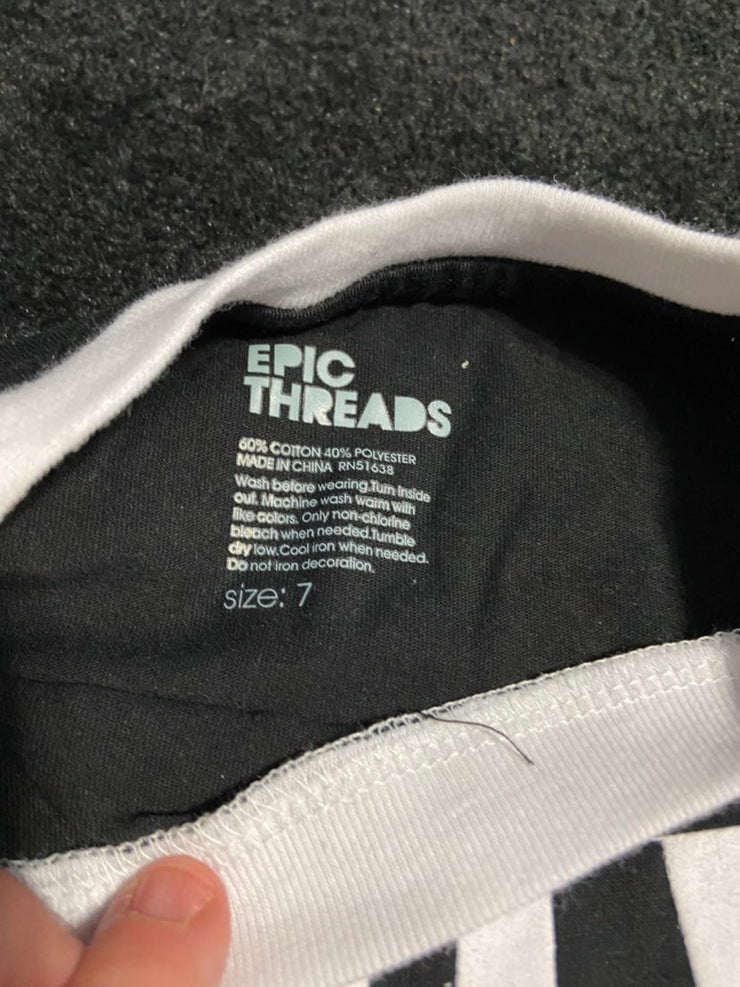 EPIC
THREADS
60% COTTON 40% POLYESTER
MADE IN CHINA RN51638
Wash before wearing.Turn inside
out. Machine wash warm with
like colors. Only non-chlorine
bleach when needed.Tumble
dry low.Cool iron when needed.
Do not iron decoration.
size: 7